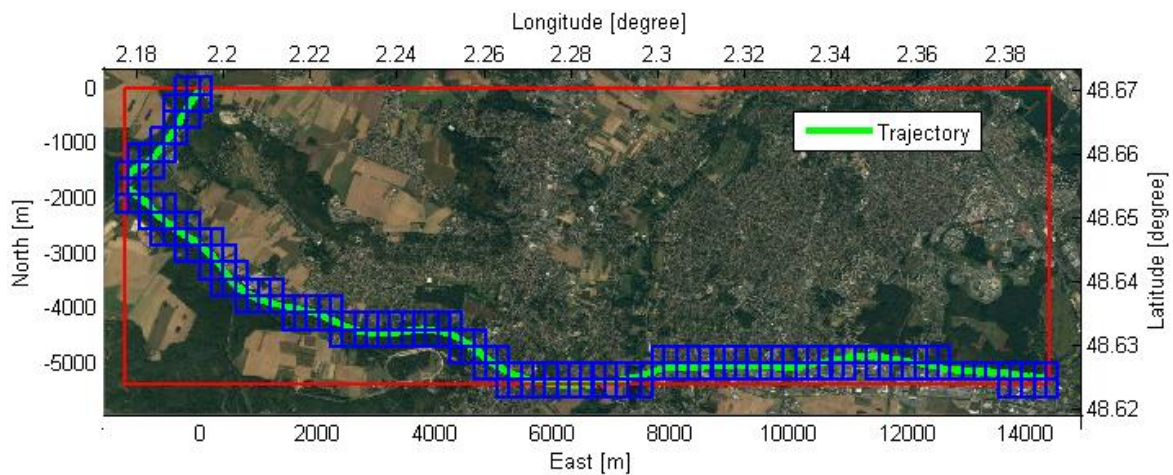 Longitude [degree]
2.18 2.2 2.22 2.24 2.26 2.28 2.3 2.32 2.34 2.36 2.38
0
-1000
-2000
-3000
-4000
-5000
North [m]
Trajectory
48.67
48.66
48.65
48.64
48.63
48.62
Latitude [degree]
0 2000 4000 6000 8000 10000 12000 14000
East [m]